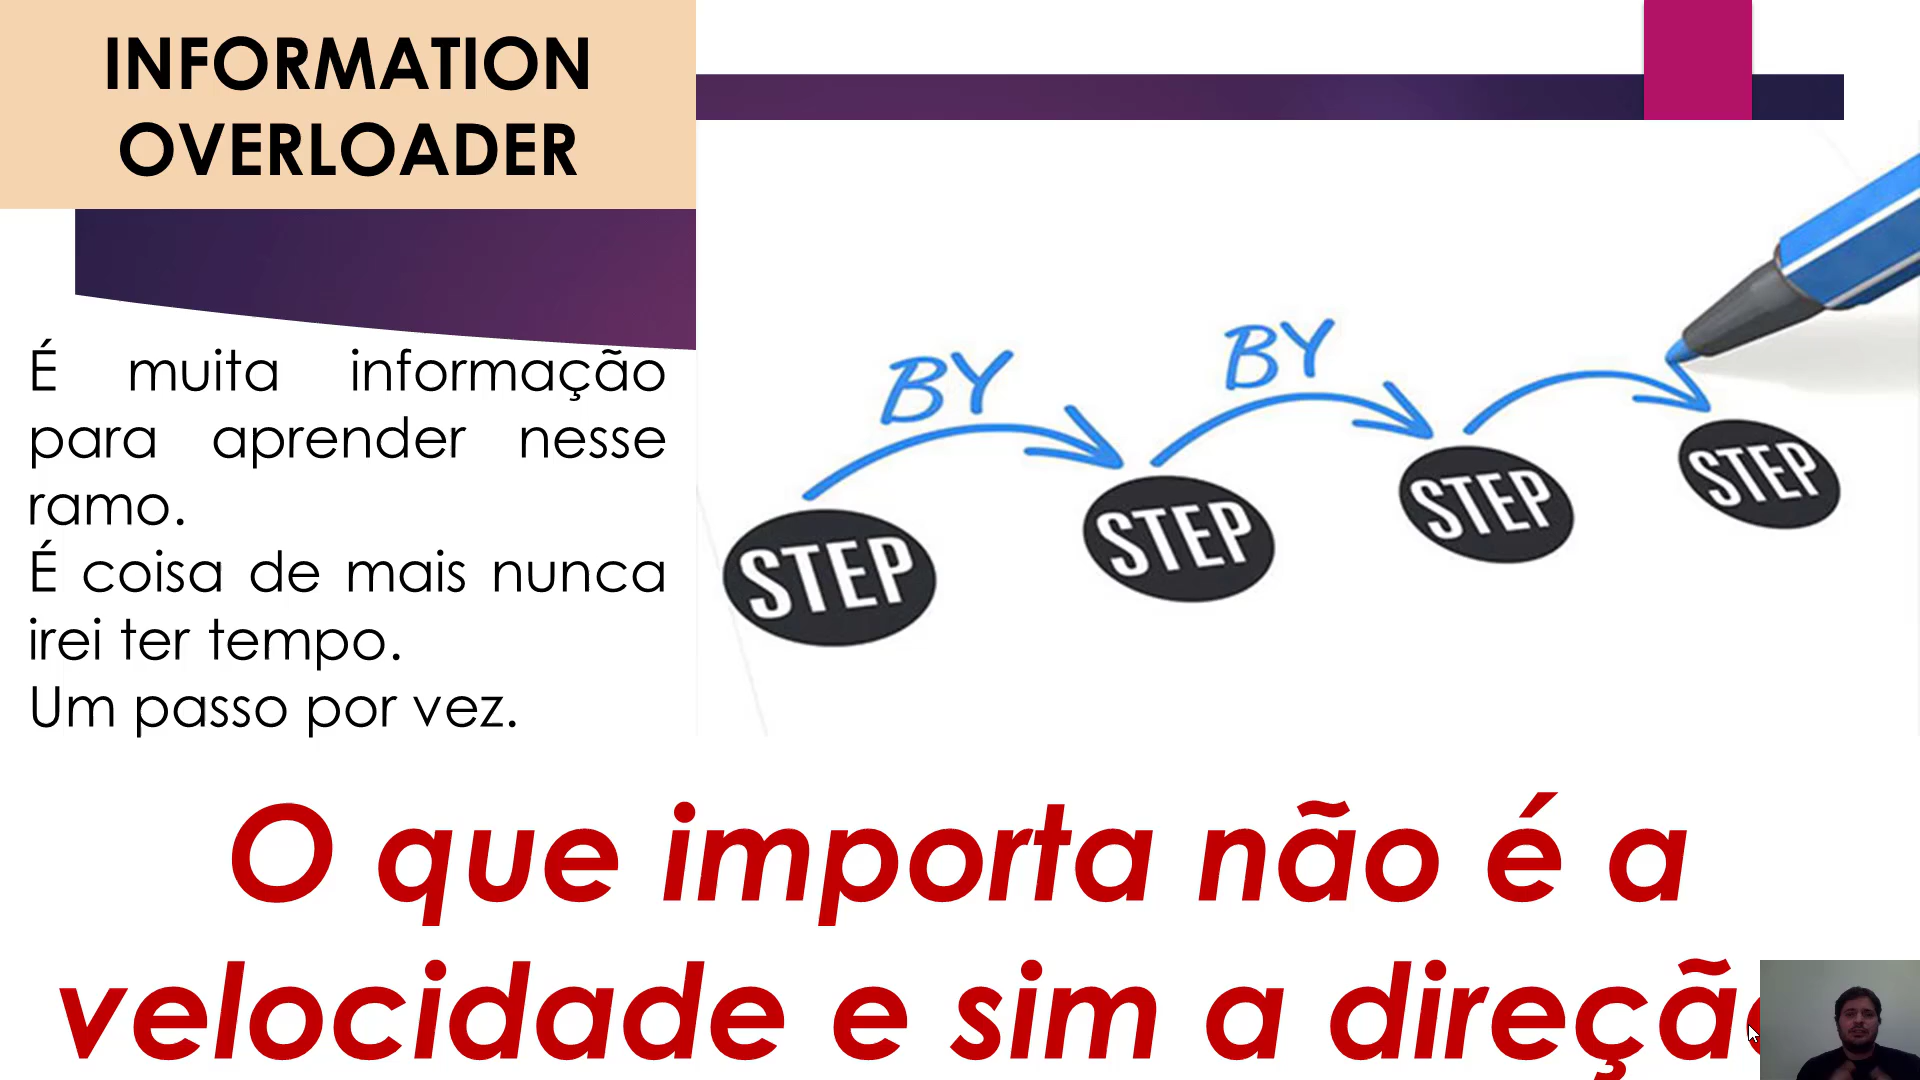 INFORMATION
OVERLOADER
É muita informação
para aprender nesse
ramo.
É coisa de mais nunca
irei ter tempo.
Um passo por vez.
BY
BY
STEP
STEP
STEP
STEP
O que importa não é a
velocidade e sim a direção